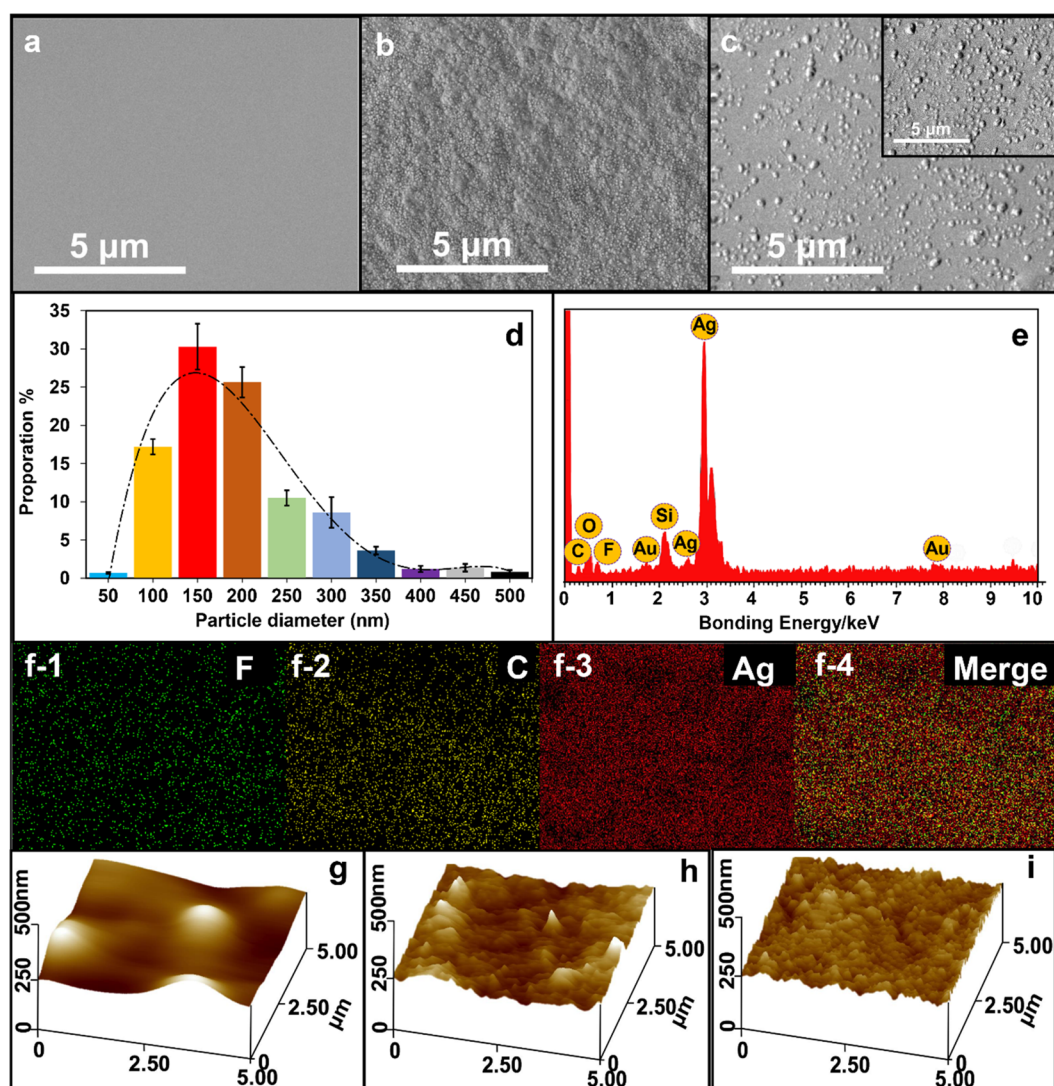 a
5 μm
b
5 μm
c
5 μm
5 μm
d
Proporation %
35
30
25
20
15
10
5
0
50 100 150 200 250 300 350 400 450 500
Particle diameter (nm)
e
Ag
C
O
F
Au
Si
Ag
Au
0 1 2 3 4 5 6 7 8 9 10
Bonding Energy/keV
f-1 F
f-2 C
f-3 Ag
f-4 Merge
g
500nm
250
0
0
2.50
5.00
0
2.50
5.00
μm
h
500nm
250
0
0
2.50
5.00
0
2.50
5.00
μm
i
500nm
250
0
0
2.50
5.00
0
2.50
5.00
μm